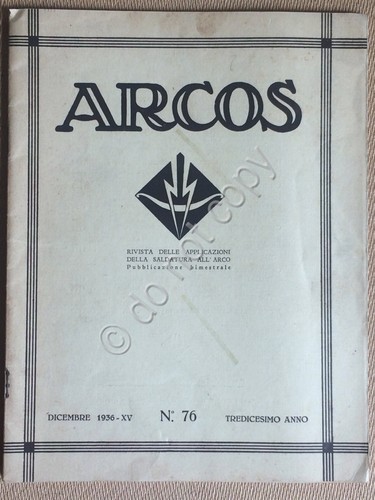 ARCOS
RIVISTA DELLE APPLICAZIONI
DELLA SALDATURA ALL'ARCO
Pubblicazione bimestrale
© do not copy
DICEMBRE 1936-XV N.° 76 TREDICESIMO ANNO